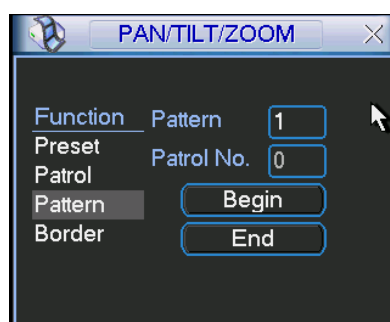 PAN/TILT/ZOOM
Function
Preset
Patrol
Pattern
Border
Pattern 1
Patrol No. 0
Begin
End